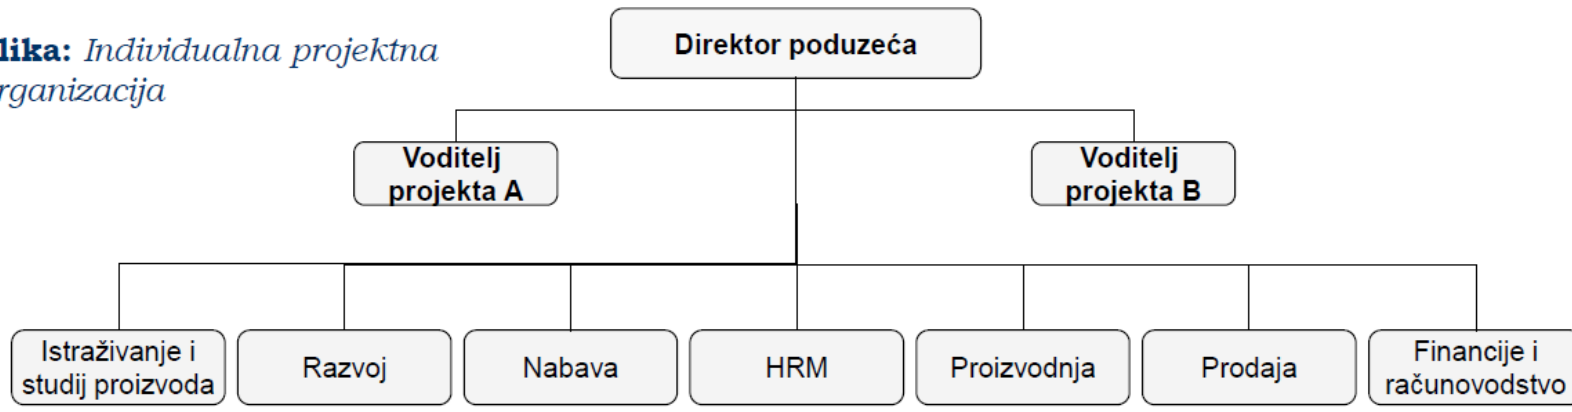 lika: Individualna projektna
rganizacija
Direktor poduzeća
Voditelj
projekta A
Voditelj
projekta B
Istraživanje i
studij proizvoda
Razvoj
Nabava
HRM
Proizvodnja
Prodaja
Financije i
računovodstvo